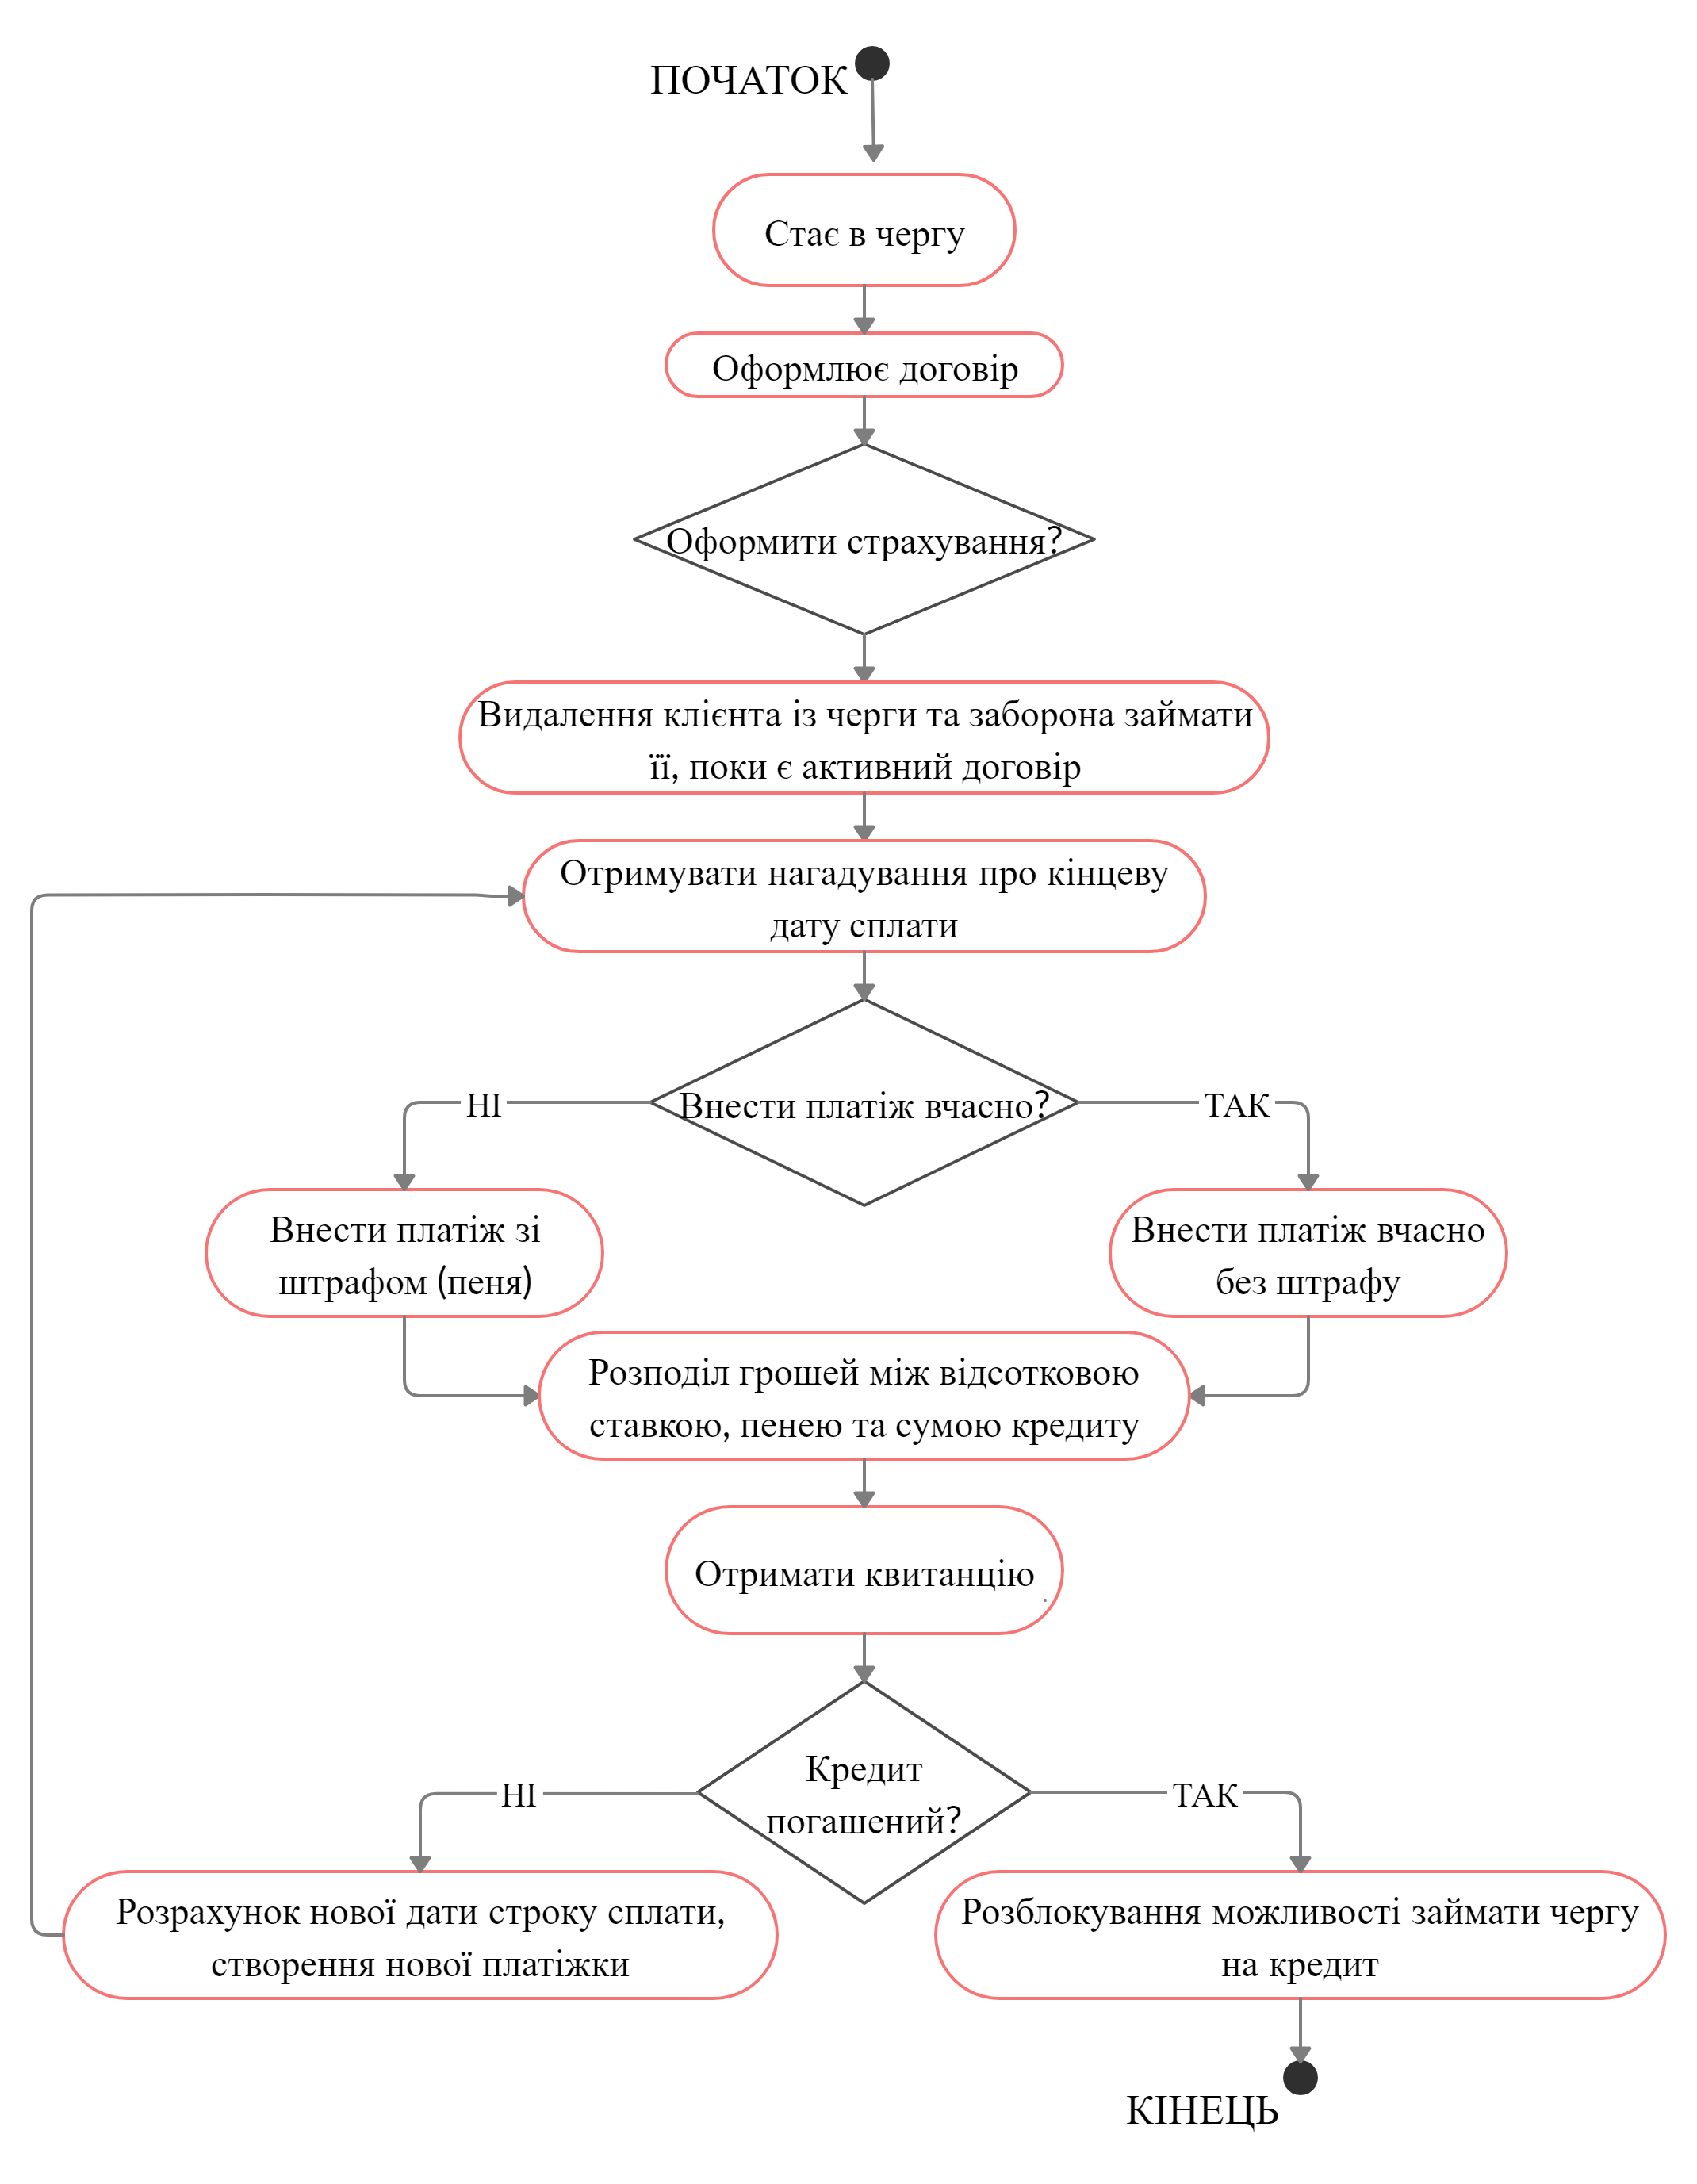 ПОЧАТОК
Стає в чергу
Оформлює договір
Оформити страхування?
Видалення клієнта із черги та заборона займати
її, поки є активний договір
Отримувати нагадування про кінцеву
дату сплати
Внести платіж вчасно?
НІ
ТАК
Внести платіж зі
штрафом (пеня)
Внести платіж вчасно
без штрафу
Розподіл грошей між відсотковою
ставкою, пенею та сумою кредиту
Отримати квитанцію
Кредит
погашений?
НІ
ТАК
Розрахунок нової дати строку сплати,
створення нової платіжки
Розблокування можливості займати чергу
на кредит
КІНЕЦЬ